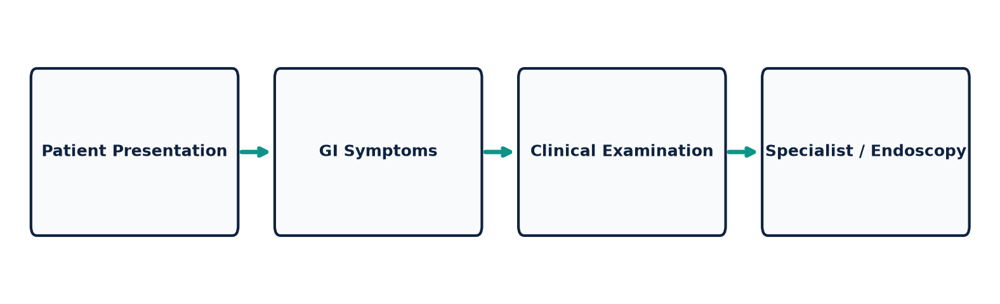 Patient Presentation
GI Symptoms
Clinical Examination
Specialist / Endoscopy